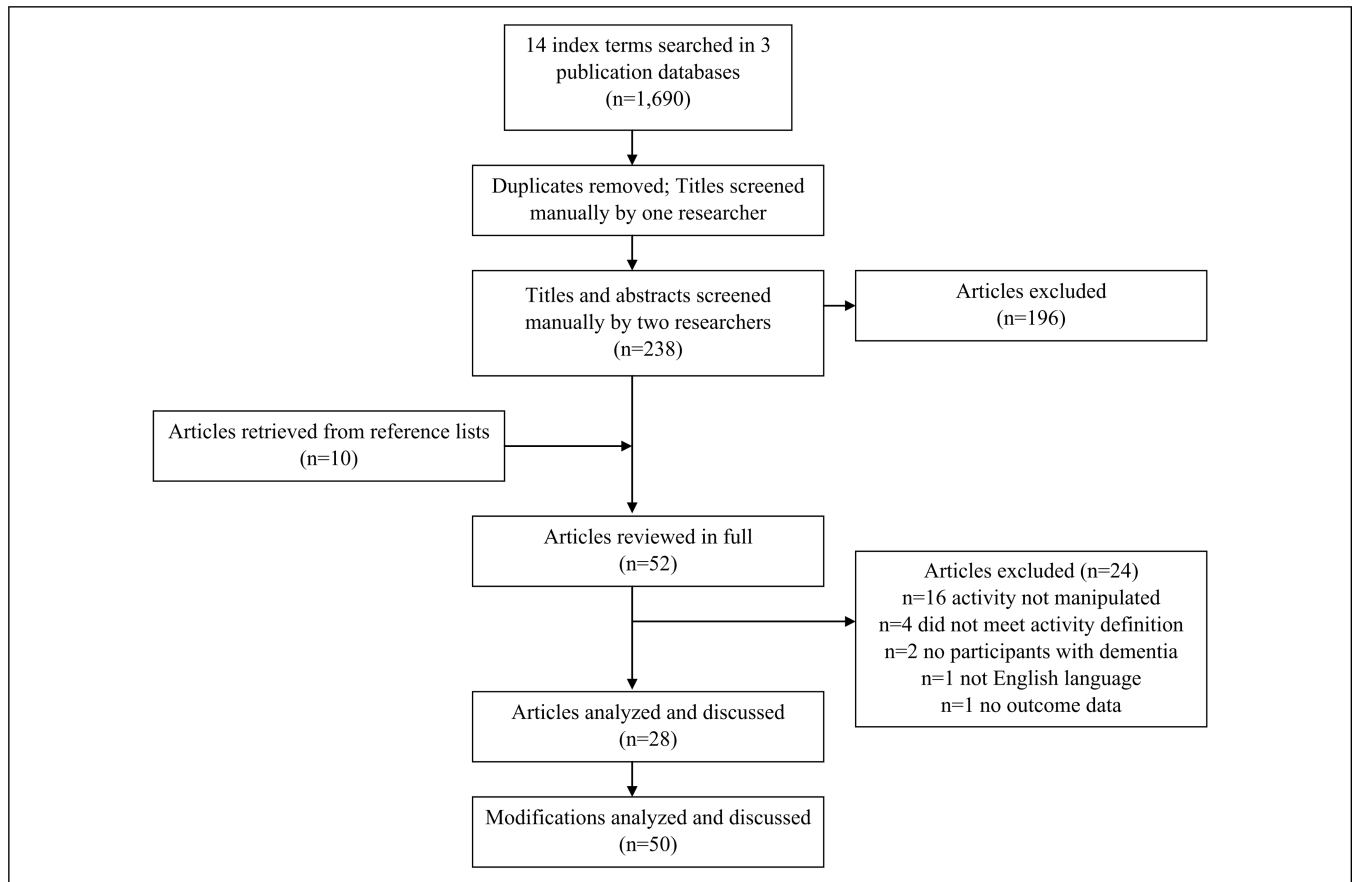 14 index terms searched in 3
publication databases
(n=1,690)
Duplicates removed; Titles screened
manually by one researcher
Titles and abstracts screened
manually by two researchers
(n=238)
Articles excluded
(n=196)
Articles retrieved from reference lists
(n=10)
Articles reviewed in full
(n=52)
Articles excluded (n=24)
n=16 activity not manipulated
n=4 did not meet activity definition
n=2 no participants with dementia
n=1 not English language
n=1 no outcome data
Articles analyzed and discussed
(n=28)
Modifications analyzed and discussed
(n=50)